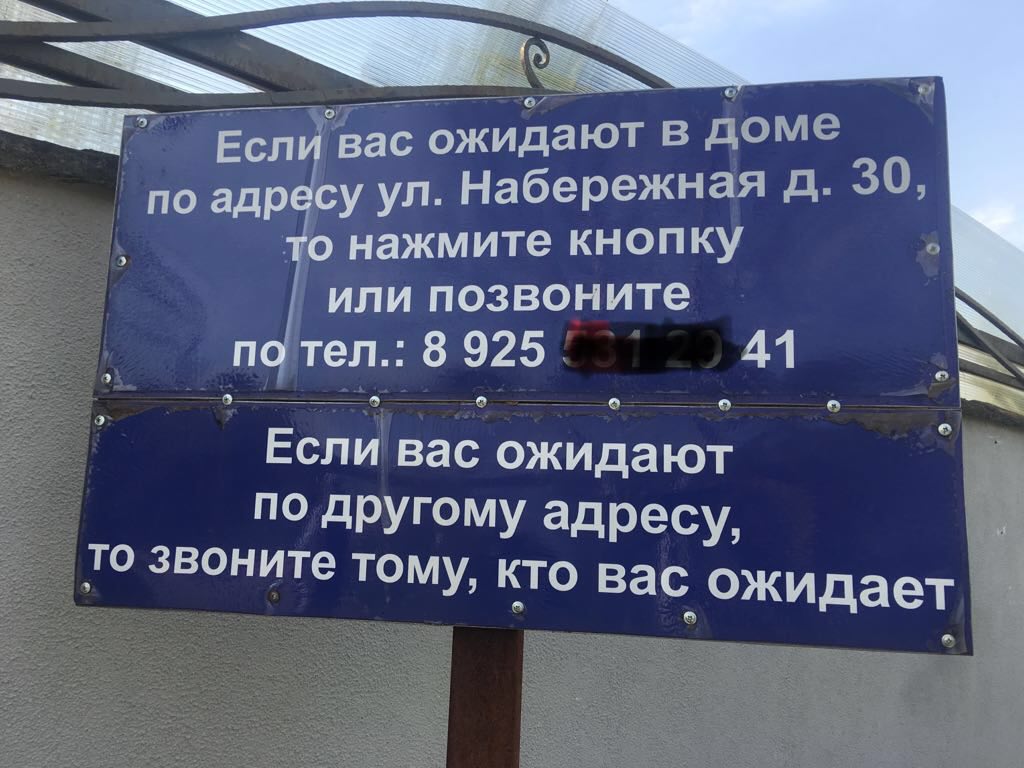 Если вас ожидают в доме
по адресу ул. Набережная д. 30,
то нажмите кнопку
или позвоните
по тел.: 8 925 41
Если вас ожидают
по другому адресу,
то звоните тому, кто вас ожидает